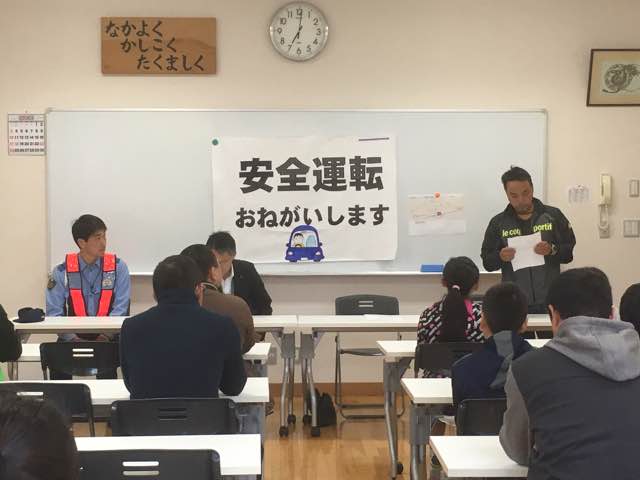 なかよく
かしこく
たくましく
安全運転
おねがいします
le coq sportif